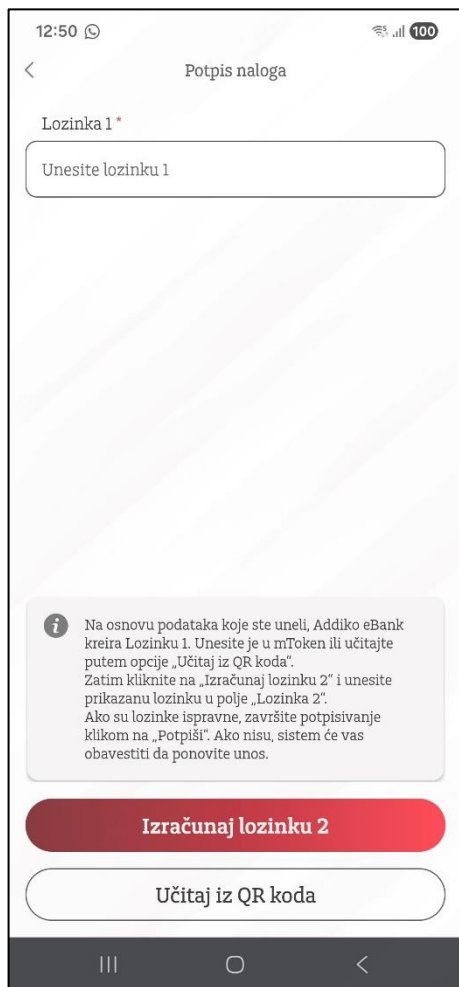 12:50
100
Potpis naloga
Lozinka 1 *
Unesite lozinku 1
Na osnovu podataka koje ste uneli, Addiko eBank
kreira Lozinku 1. Unesite je u mToken ili učitajte
putem opcije „Učitaj iz QR koda“.
Zatim kliknite na „Izračunaj lozinku 2“ i unesite
prikazanu lozinku u polje „Lozinka 2“.
Ako su lozinke ispravne, završite potpisivanje
klikom na „Potpiši“. Ako nisu, sistem će vas
obavestiti da ponovite unos.
Izračunaj lozinku 2
Učitaj iz QR koda